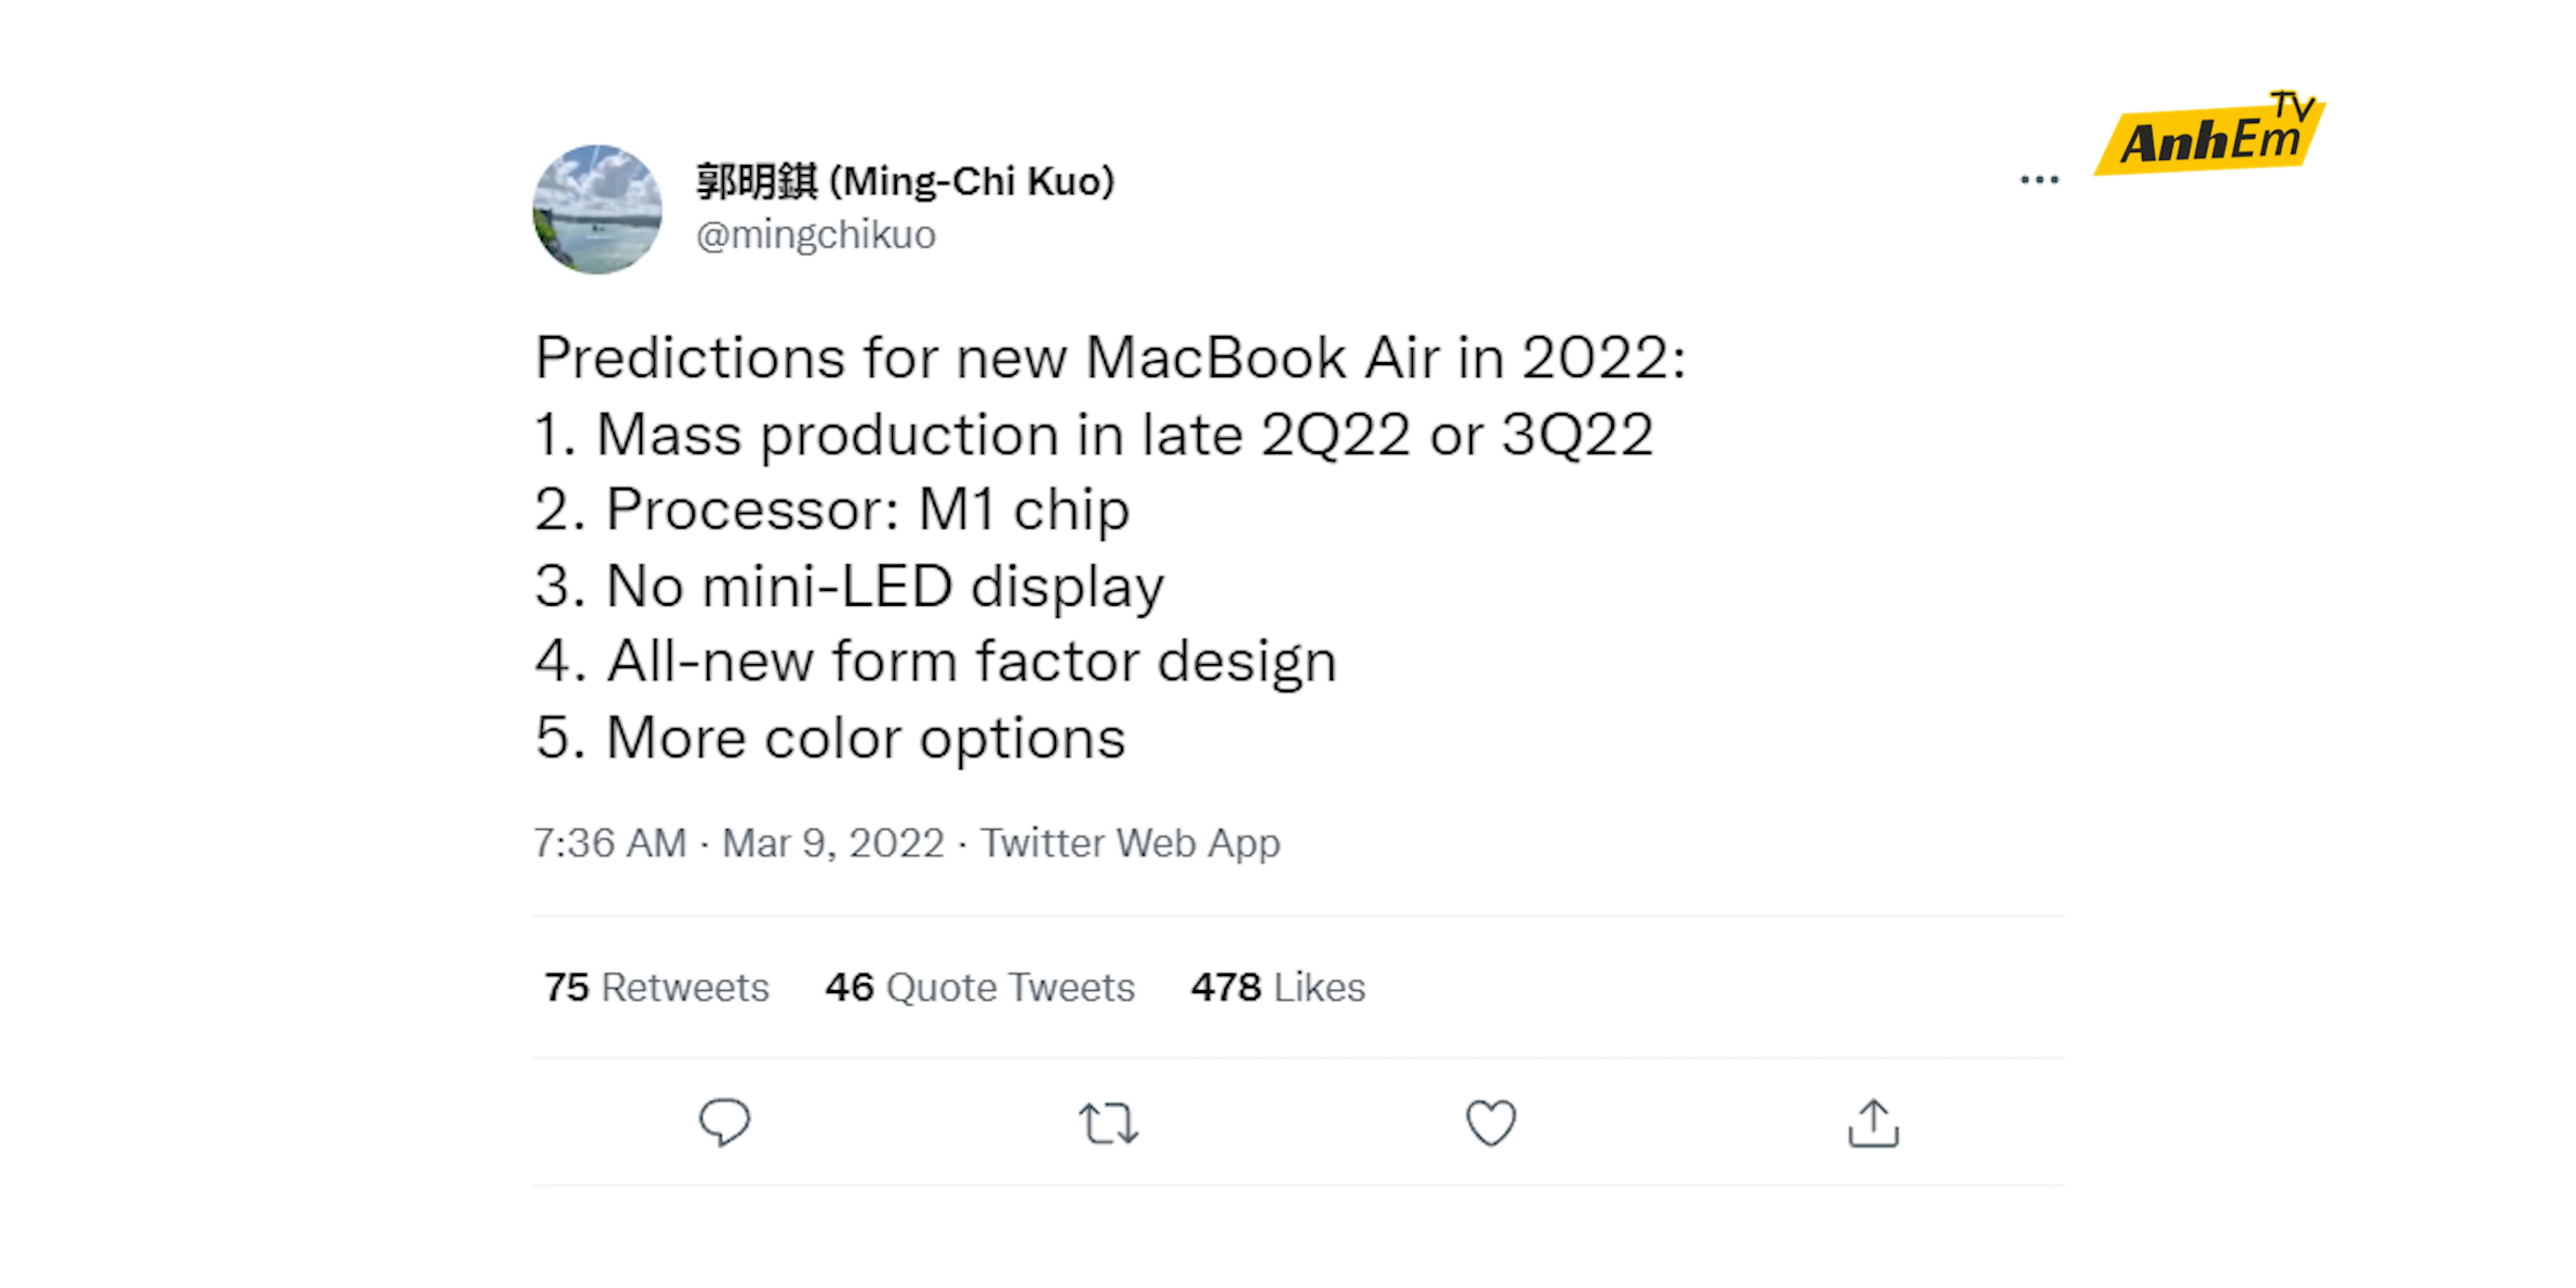 AnhEm TV
郭明錤 (Ming-Chi Kuo)
@mingchikuo
Predictions for new MacBook Air in 2022:
1. Mass production in late 2Q22 or 3Q22
2. Processor: M1 chip
3. No mini-LED display
4. All-new form factor design
5. More color options
7:36 AM · Mar 9, 2022 · Twitter Web App
75 Retweets 46 Quote Tweets 478 Likes